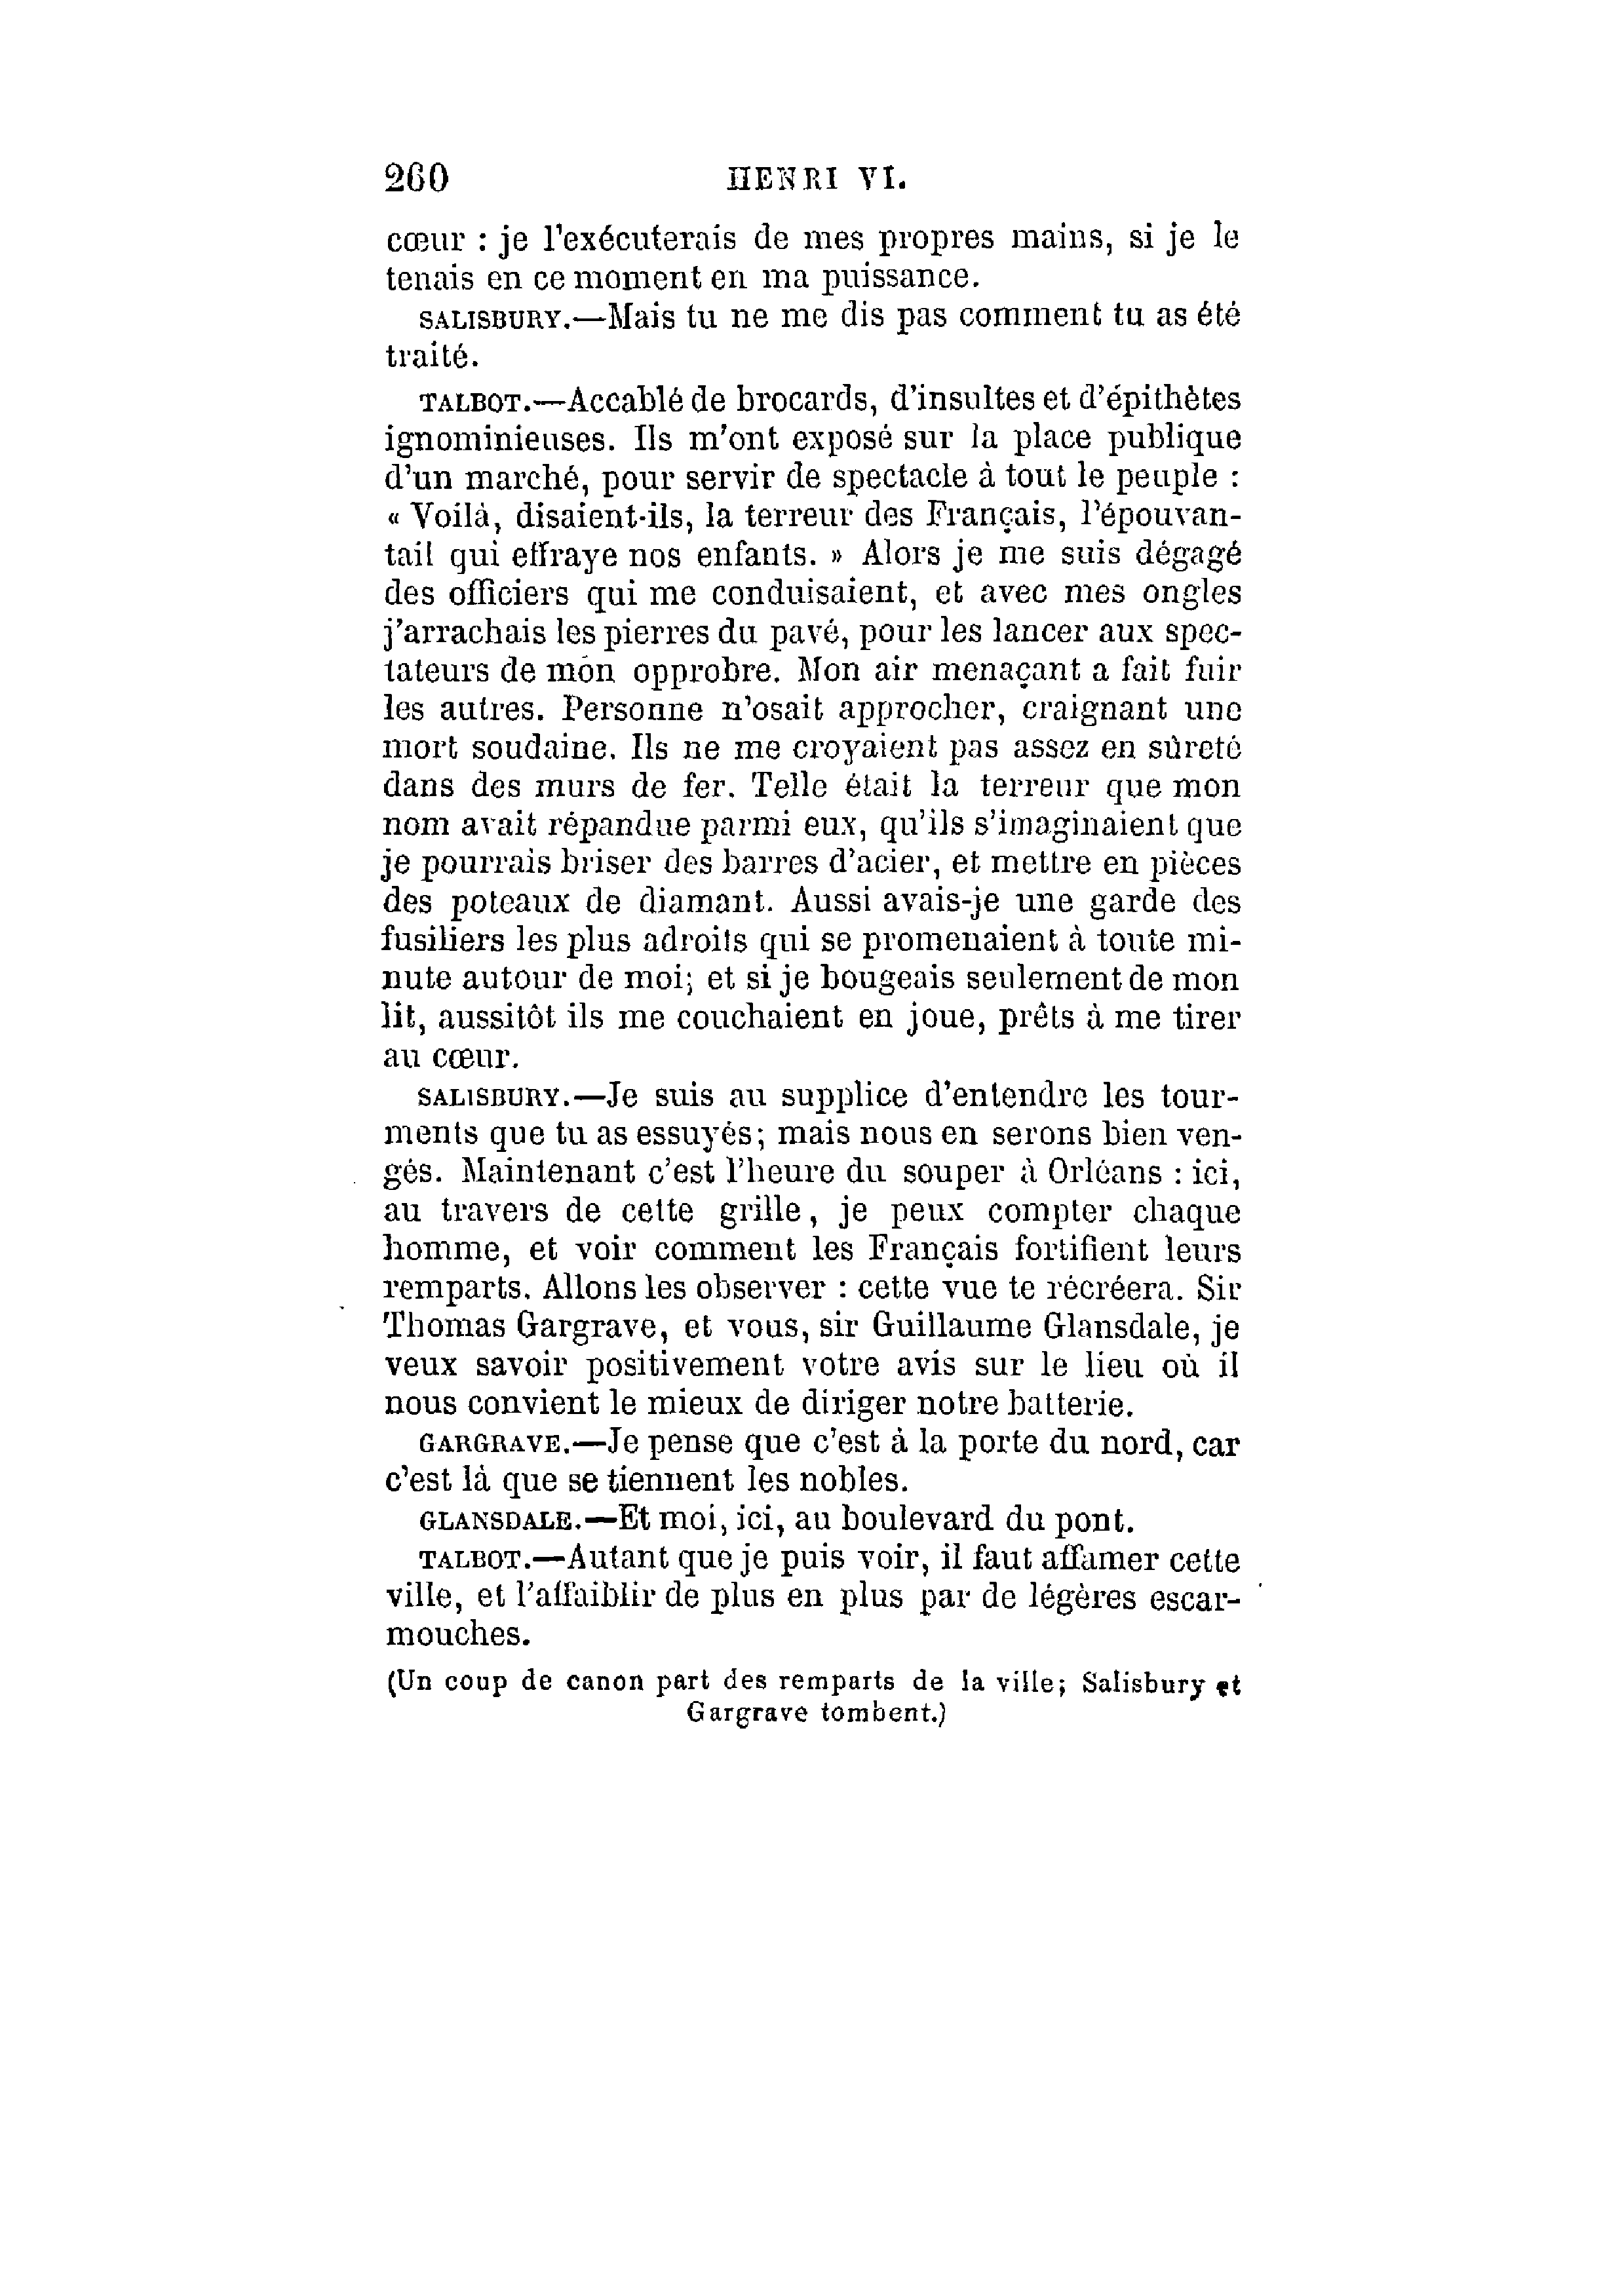 260 HENRI VI.
cœur : je l'exécuterais de mes propres mains, si je le
tenais en ce moment en ma puissance.
SALISBURY.—Mais tu ne me dis pas comment tu as été
traité.
TALBOT.—Accablé de brocards, d'insultes et d'épithètes
ignominieuses. Ils m'ont exposé sur la place publique
d'un marché, pour servir de spectacle à tout le peuple :
« Voilà, disaient-ils, la terreur des Français, l'épouvan-
tail qui effraye nos enfants. » Alors je me suis dégagé
des officiers qui me conduisaient, et avec mes ongles
j'arrachais les pierres du pavé, pour les lancer aux spec-
tateurs de mon opprobre. Mon air menaçant a fait fuir
les autres. Personne n'osait approcher, craignant une
mort soudaine. Ils ne me croyaient pas assez en sûreté
dans des murs de fer. Telle était la terreur que mon
nom avait répandue parmi eux, qu'ils s'imaginaient que
je pourrais briser des barres d'acier, et mettre en pièces
des poteaux de diamant. Aussi avais-je une garde des
fusiliers les plus adroits qui se promenaient à toute mi-
nute autour de moi; et si je bougeais seulement de mon
lit, aussitôt ils me couchaient en joue, prêts à me tirer
au cœur.
SALISBURY.—Je suis au supplice d'entendre les tour-
ments que tu as essuyés; mais nous en serons bien ven-
gés. Maintenant c'est l'heure du souper à Orléans : ici,
au travers de cette grille, je peux compter chaque
homme, et voir comment les Français fortifient leurs
remparts. Allons les observer : cette vue te récréera. Sir
Thomas Gargrave, et vous, sir Guillaume Glansdale, je
veux savoir positivement votre avis sur le lieu où il
nous convient le mieux de diriger notre batterie.
GARGRAVE.—Je pense que c'est à la porte du nord, car
c'est là que se tiennent les nobles.
GLANSDALE.—Et moi, ici, au boulevard du pont.
TALBOT.—Autant que je puis voir, il faut affamer cette
ville, et l'affaiblir de plus en plus par de légères escar-
mouches.
(Un coup de canon part des remparts de la ville; Salisbury et
Gargrave tombent.)